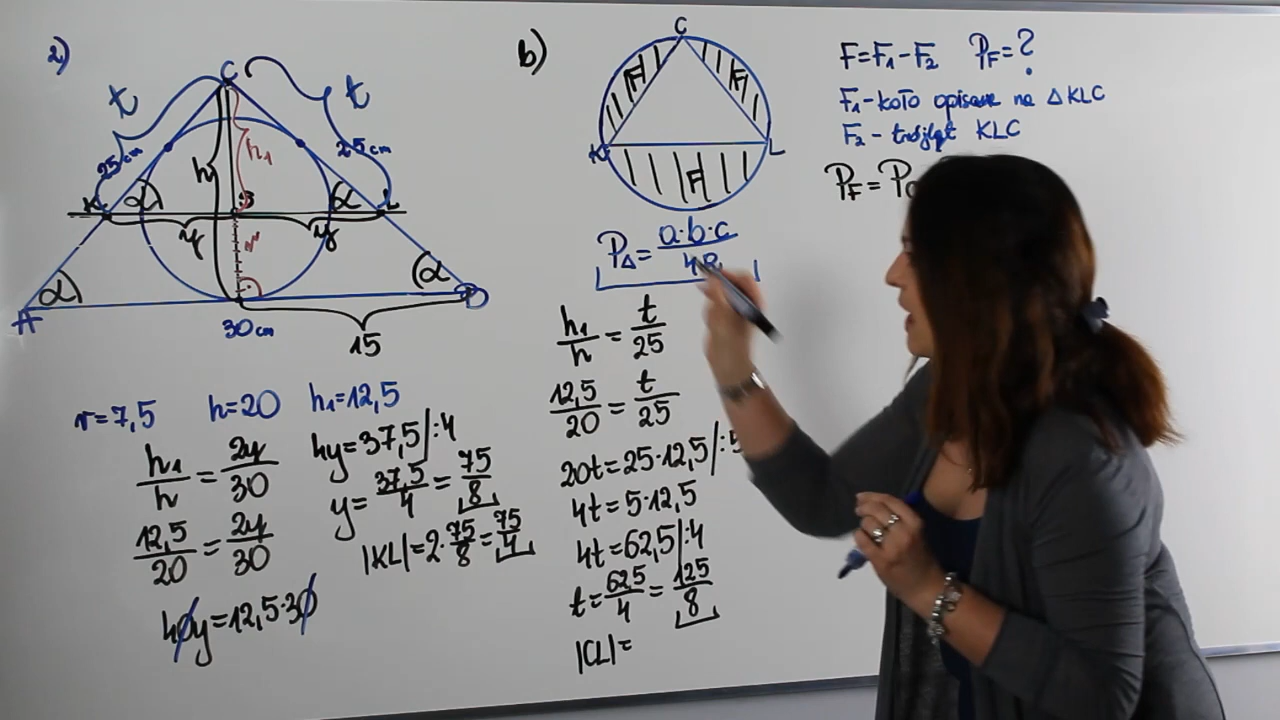 a)
C
t
t
25 cm
25 cm
h
h₁
K
α
S
α
L
y
r
y
α
α
A
D
30 cm
15
r=7,5 h=20 h₁=12,5
h₁/h = 2y/30
12,5/20 = 2y/30
40y=12,5·30
4y=37,5/:4
y=37,5/4=75/8
|KL|=2·75/8=75/4
b)
C
F
F
K
L
F
P△=a·b·c/4R
h₁/h = t/25
12,5/20 = t/25
20t=25·12,5/:5
4t=5·12,5
4t=62,5/:4
t=62,5/4=125/8
|CL|=
F=F₁-F₂ P_F=?
F₁-koło opisane na △KLC
F₂-trójkąt KLC
P_F=P